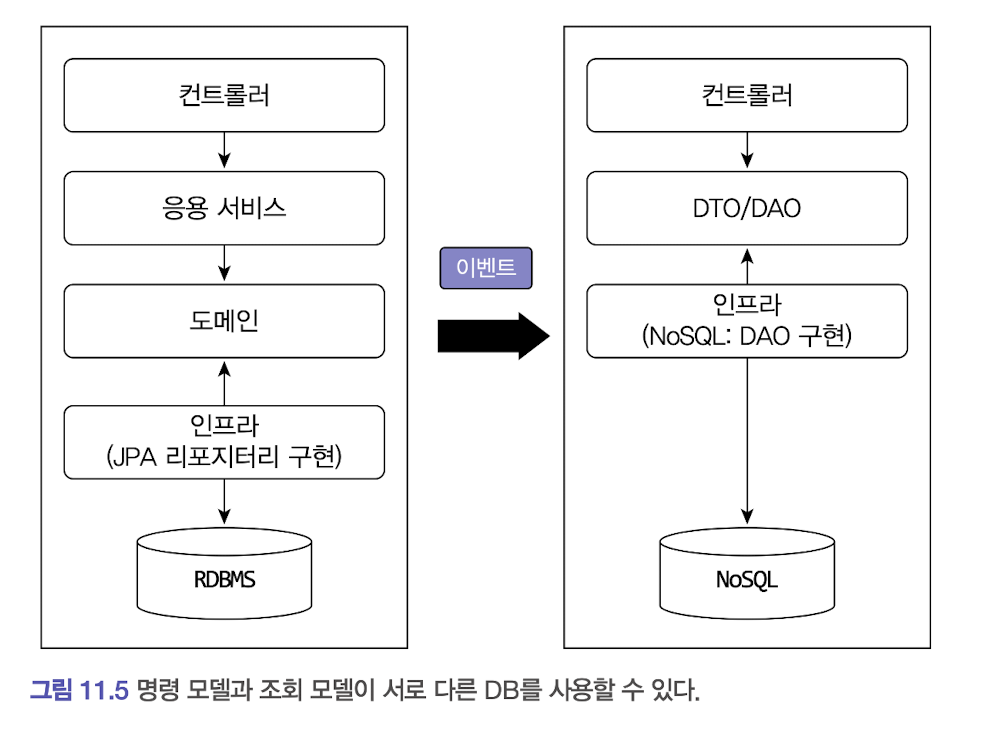 컨트롤러
응용 서비스
도메인
인프라
(JPA 리포지터리 구현)
RDBMS
이벤트
컨트롤러
DTO/DAO
인프라
(NoSQL: DAO 구현)
NoSQL
그림 11.5 명령 모델과 조회 모델이 서로 다른 DB를 사용할 수 있다.